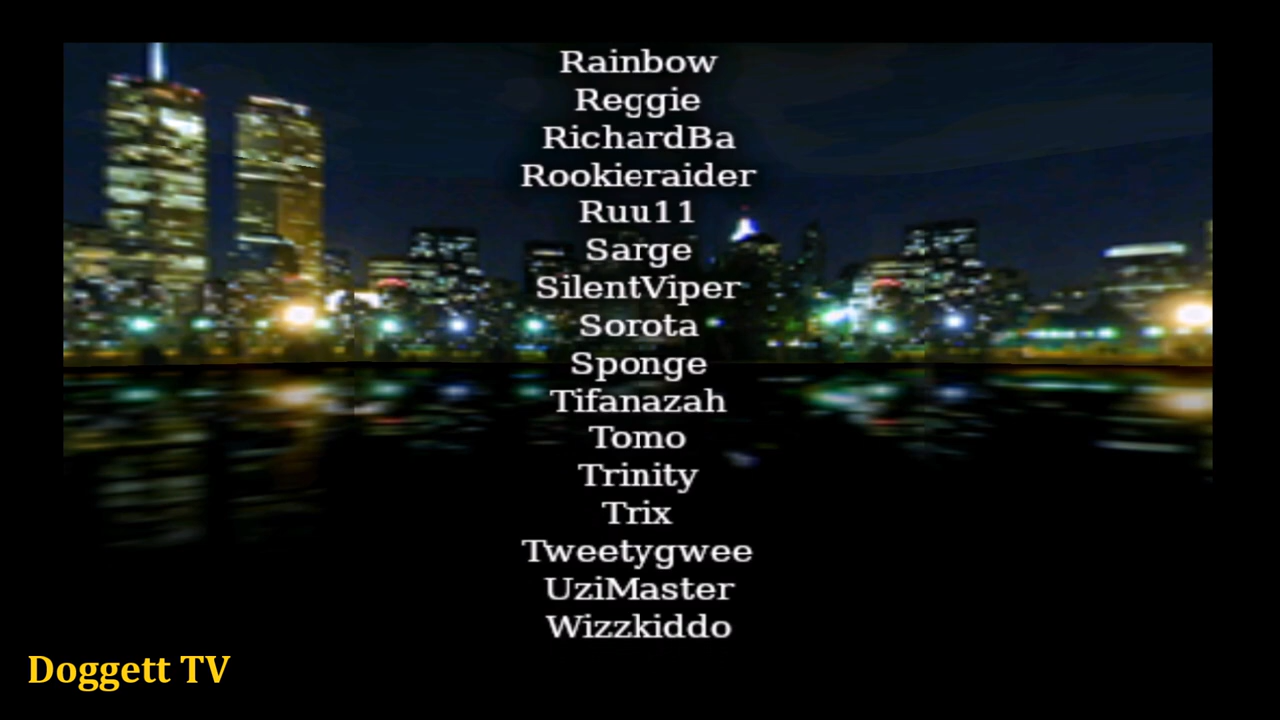 Rainbow
Reggie
RichardBa
Rookieraider
Ruu11
Sarge
SilentViper
Sorota
Sponge
Tifanazah
Tomo
Trinity
Trix
Tweetygwee
UziMaster
Wizzkiddo
Doggett TV